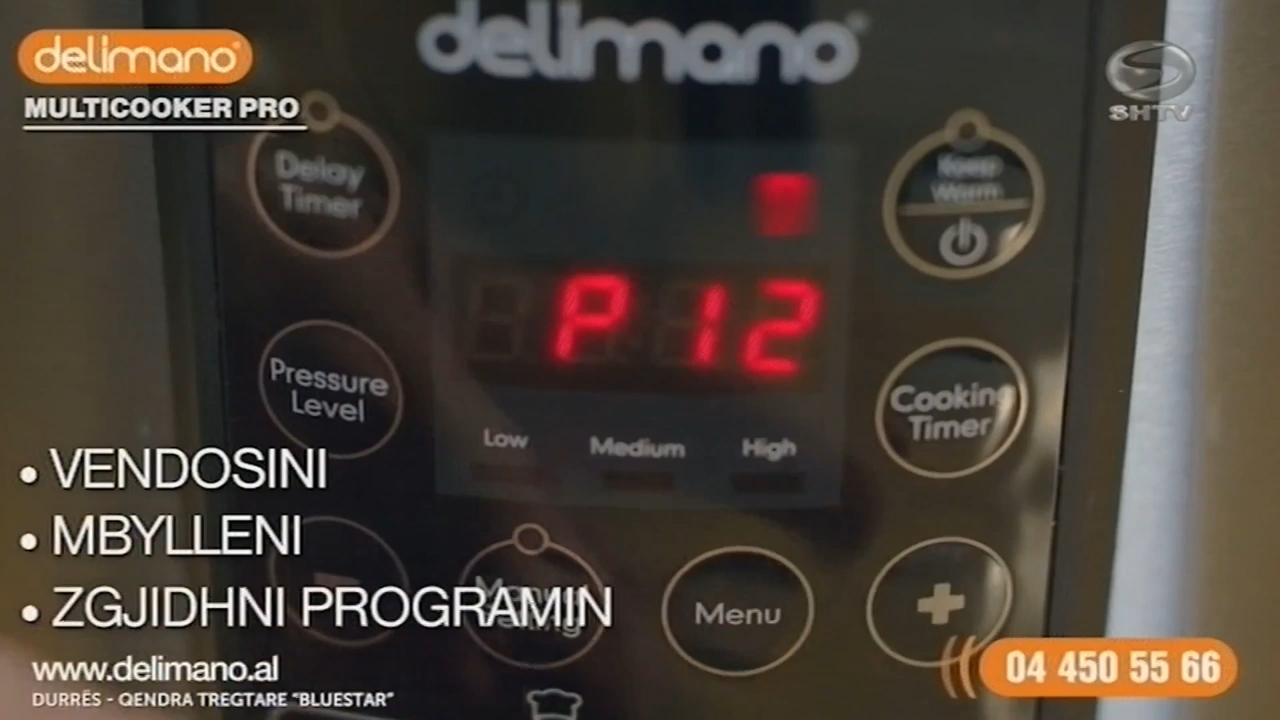 delimano
delimano
MULTICOOKER PRO
SHTV
Delay
Timer
Keep
Warm
P12
Pressure
Level
Cooking
Timer
Low Medium High
• VENDOSINI
• MBYLLENI
• ZGJIDHNI PROGRAMIN
Menu
+
www.delimano.al
DURRËS - QENDRA TREGTARE "BLUESTAR"
04 450 55 66